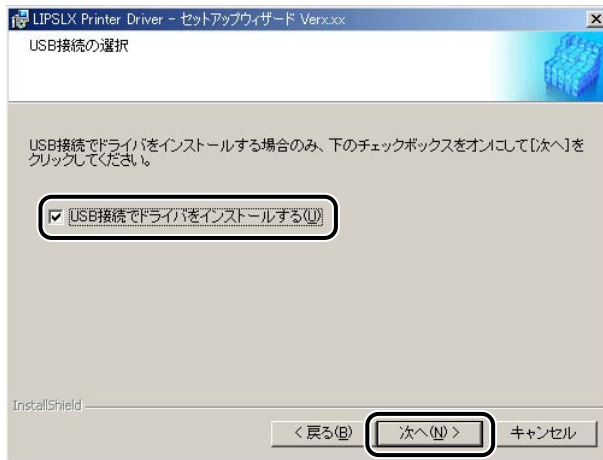 LIPSLX Printer Driver - セットアップウィザード Verx.xx
USB接続の選択
USB接続でドライバをインストールする場合のみ、下のチェックボックスをオンにして[次へ]を
クリックしてください。
USB接続でドライバをインストールする(U)
InstallShield
< 戻る(B) 次へ(N) > キャンセル